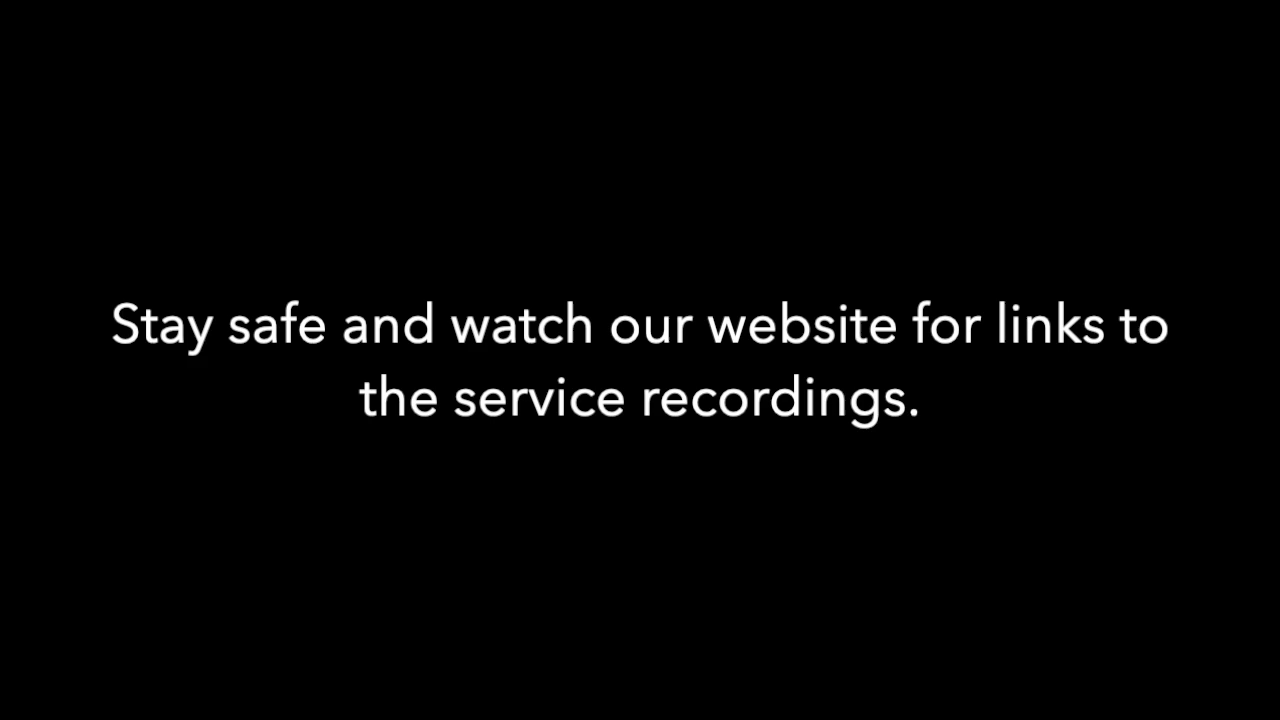 Stay safe and watch our website for links to
the service recordings.